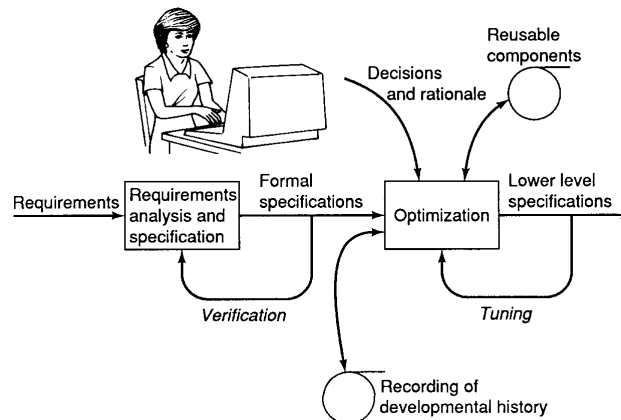 Reusable
components
Decisions
and rationale
Requirements
Requirements
analysis and
specification
Formal
specifications
Optimization
Lower level
specifications
Verification
Tuning
Recording of
developmental history